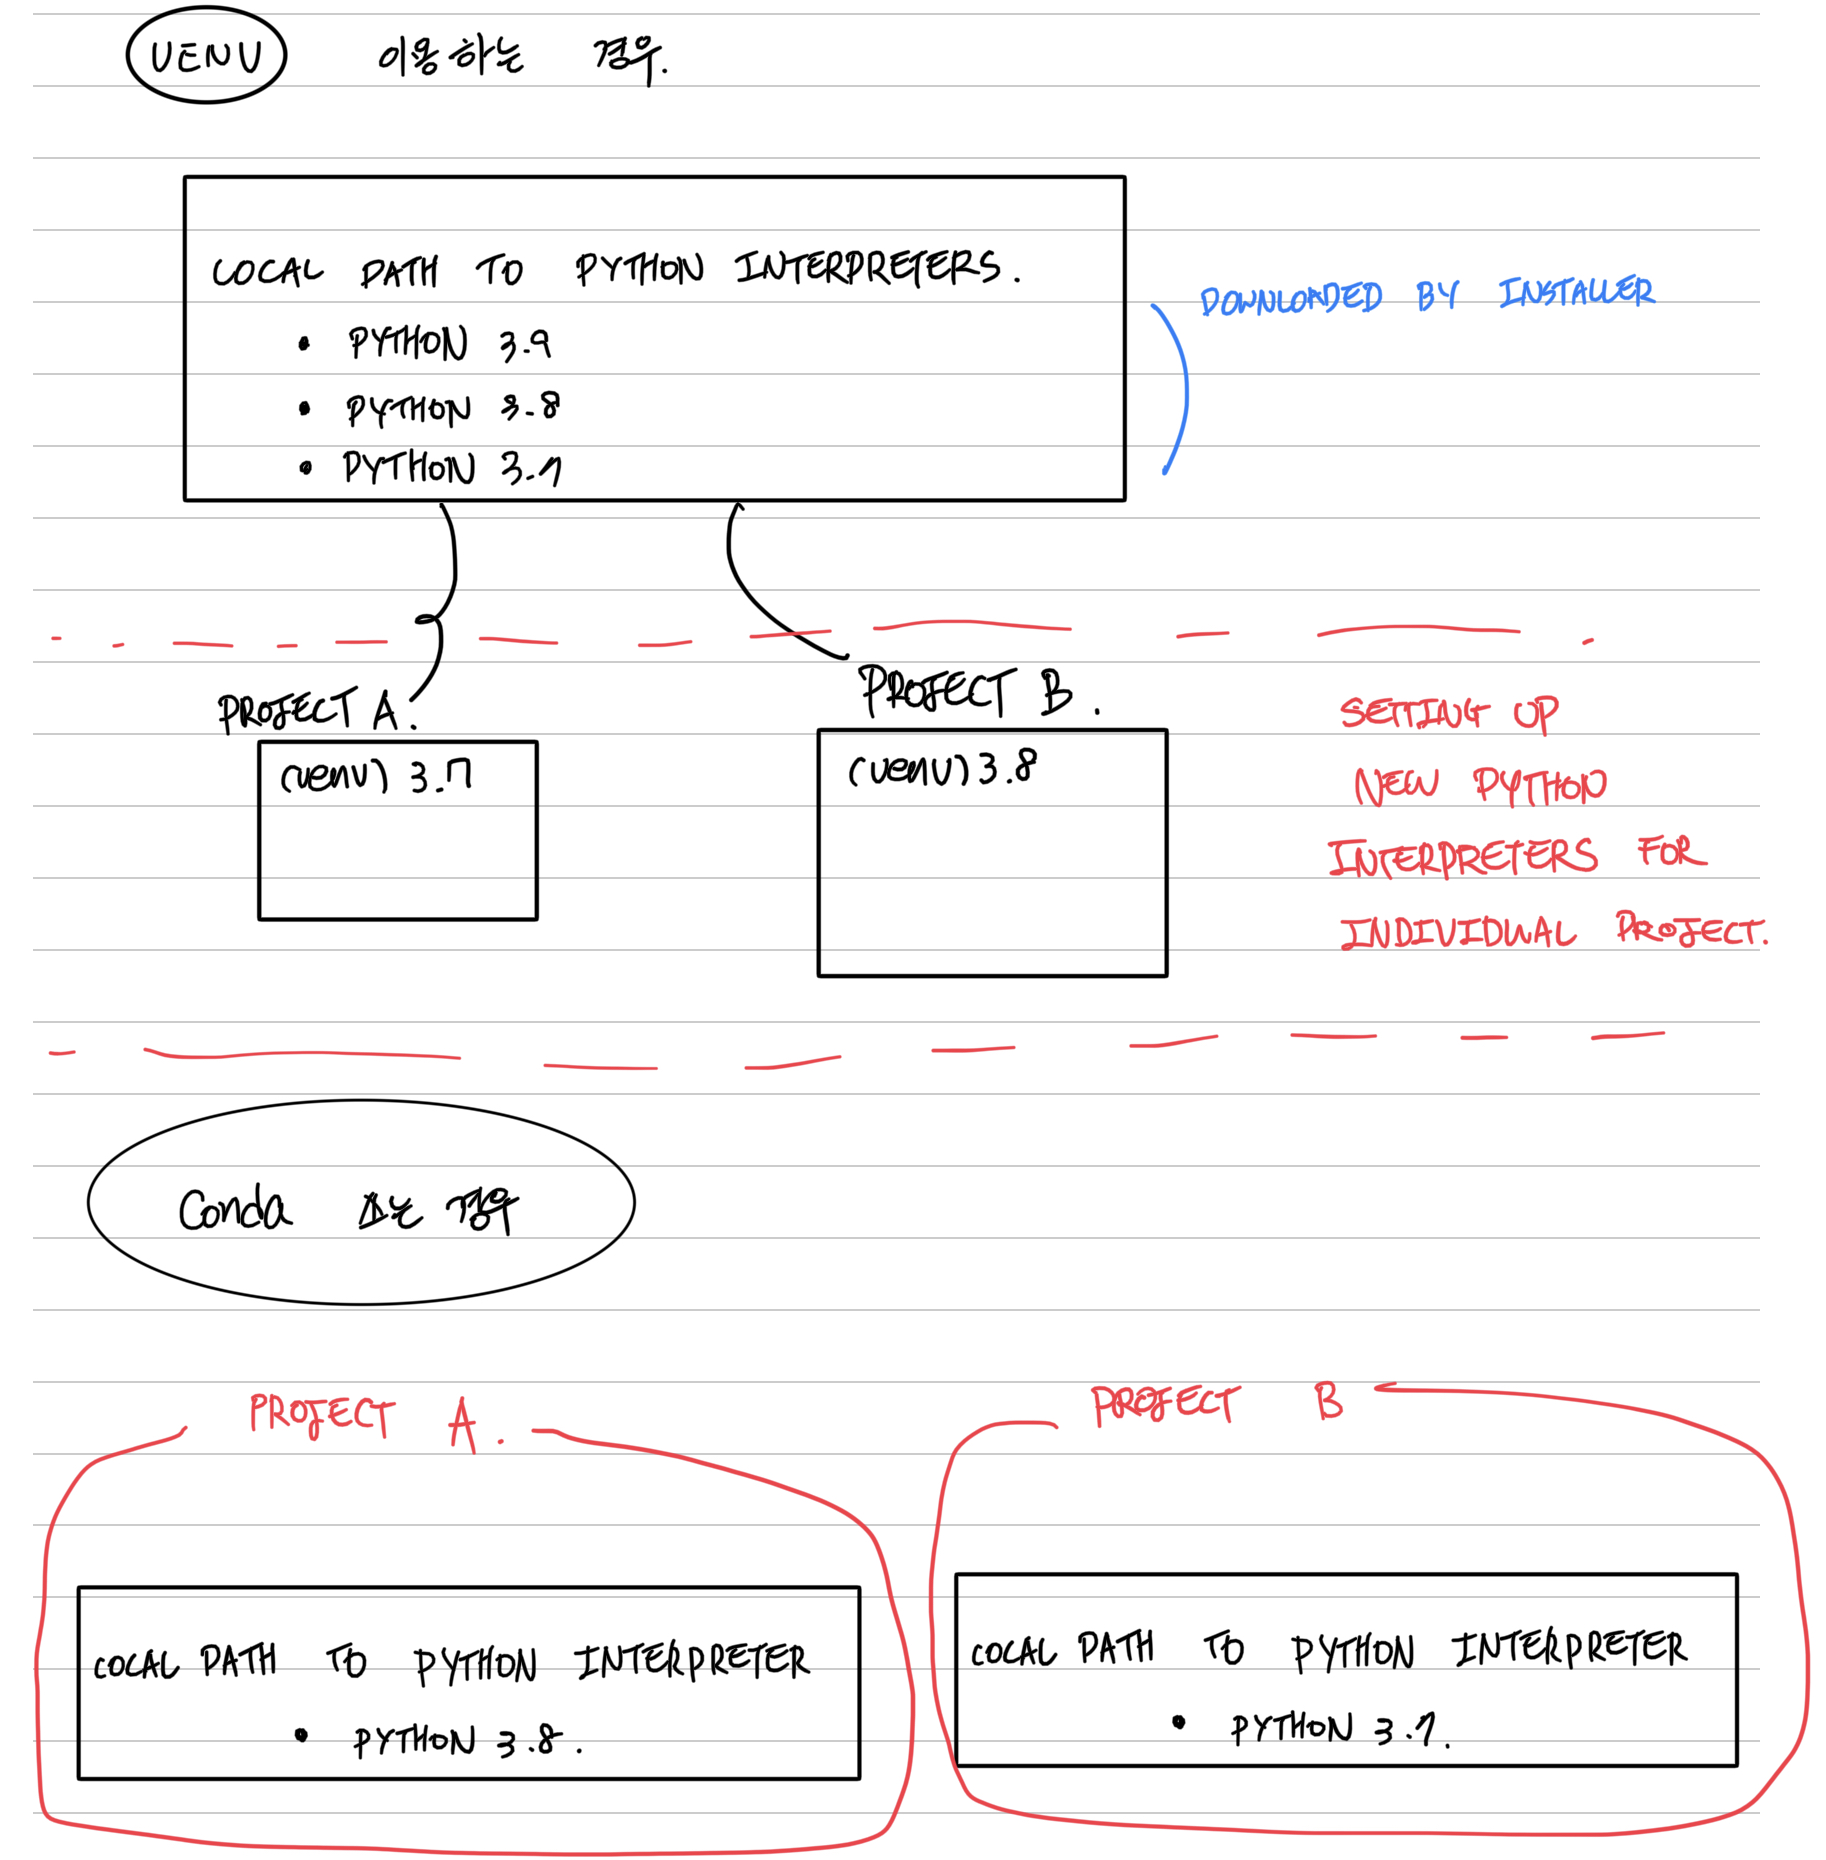 VENV 이용하는 경우.
LOCAL PATH TO PYTHON INTERPRETERS.
• PYTHON 3.9
• PYTHON 3.8
• PYTHON 3.7
DOWNLOADED BY INSTALLER
PROJECT A.
(venv) 3.7
PROJECT B.
(venv) 3.8
SETTING UP
NEW PYTHON
INTERPRETERS FOR
INDIVIDUAL PROJECT.
Conda 쓰는 경우
PROJECT A.
LOCAL PATH TO PYTHON INTERPRETER
• PYTHON 3.8.
PROJECT B
LOCAL PATH TO PYTHON INTERPRETER
• PYTHON 3.7.